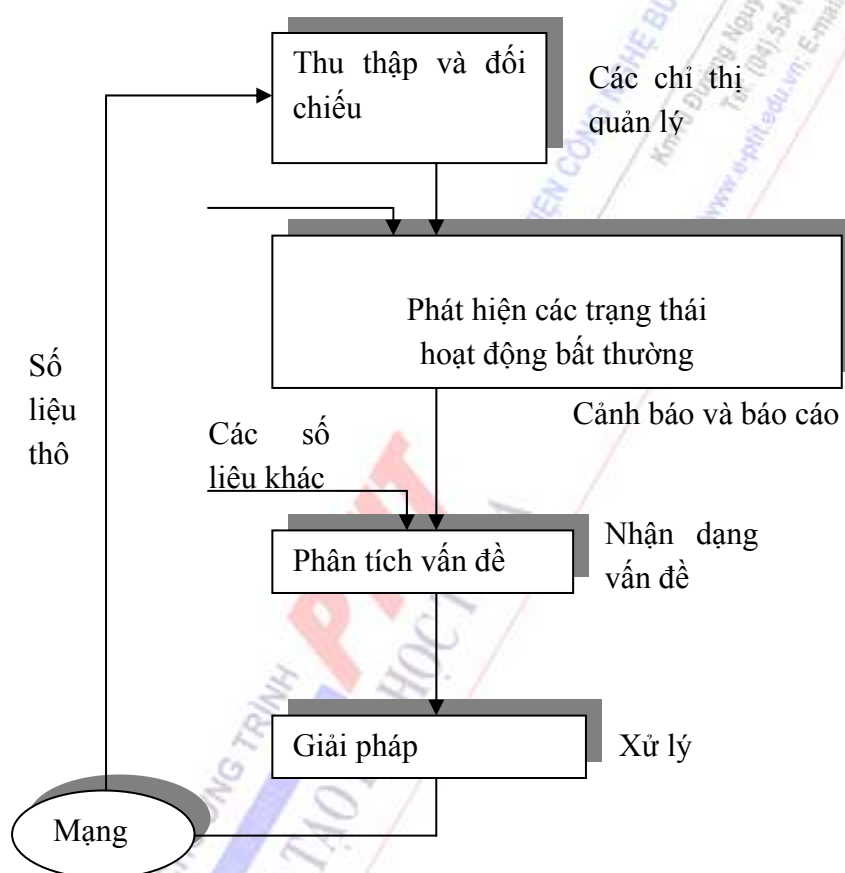 Thu thập và đối
chiếu
Các chỉ thị
quản lý
Phát hiện các trạng thái
hoạt động bất thường
Số
liệu
thô
Cảnh báo và báo cáo
Các số
liêu khác
Phân tích vấn đề
Nhận dạng
vấn đề
Giải pháp
Xử lý
Mạng
PTIT